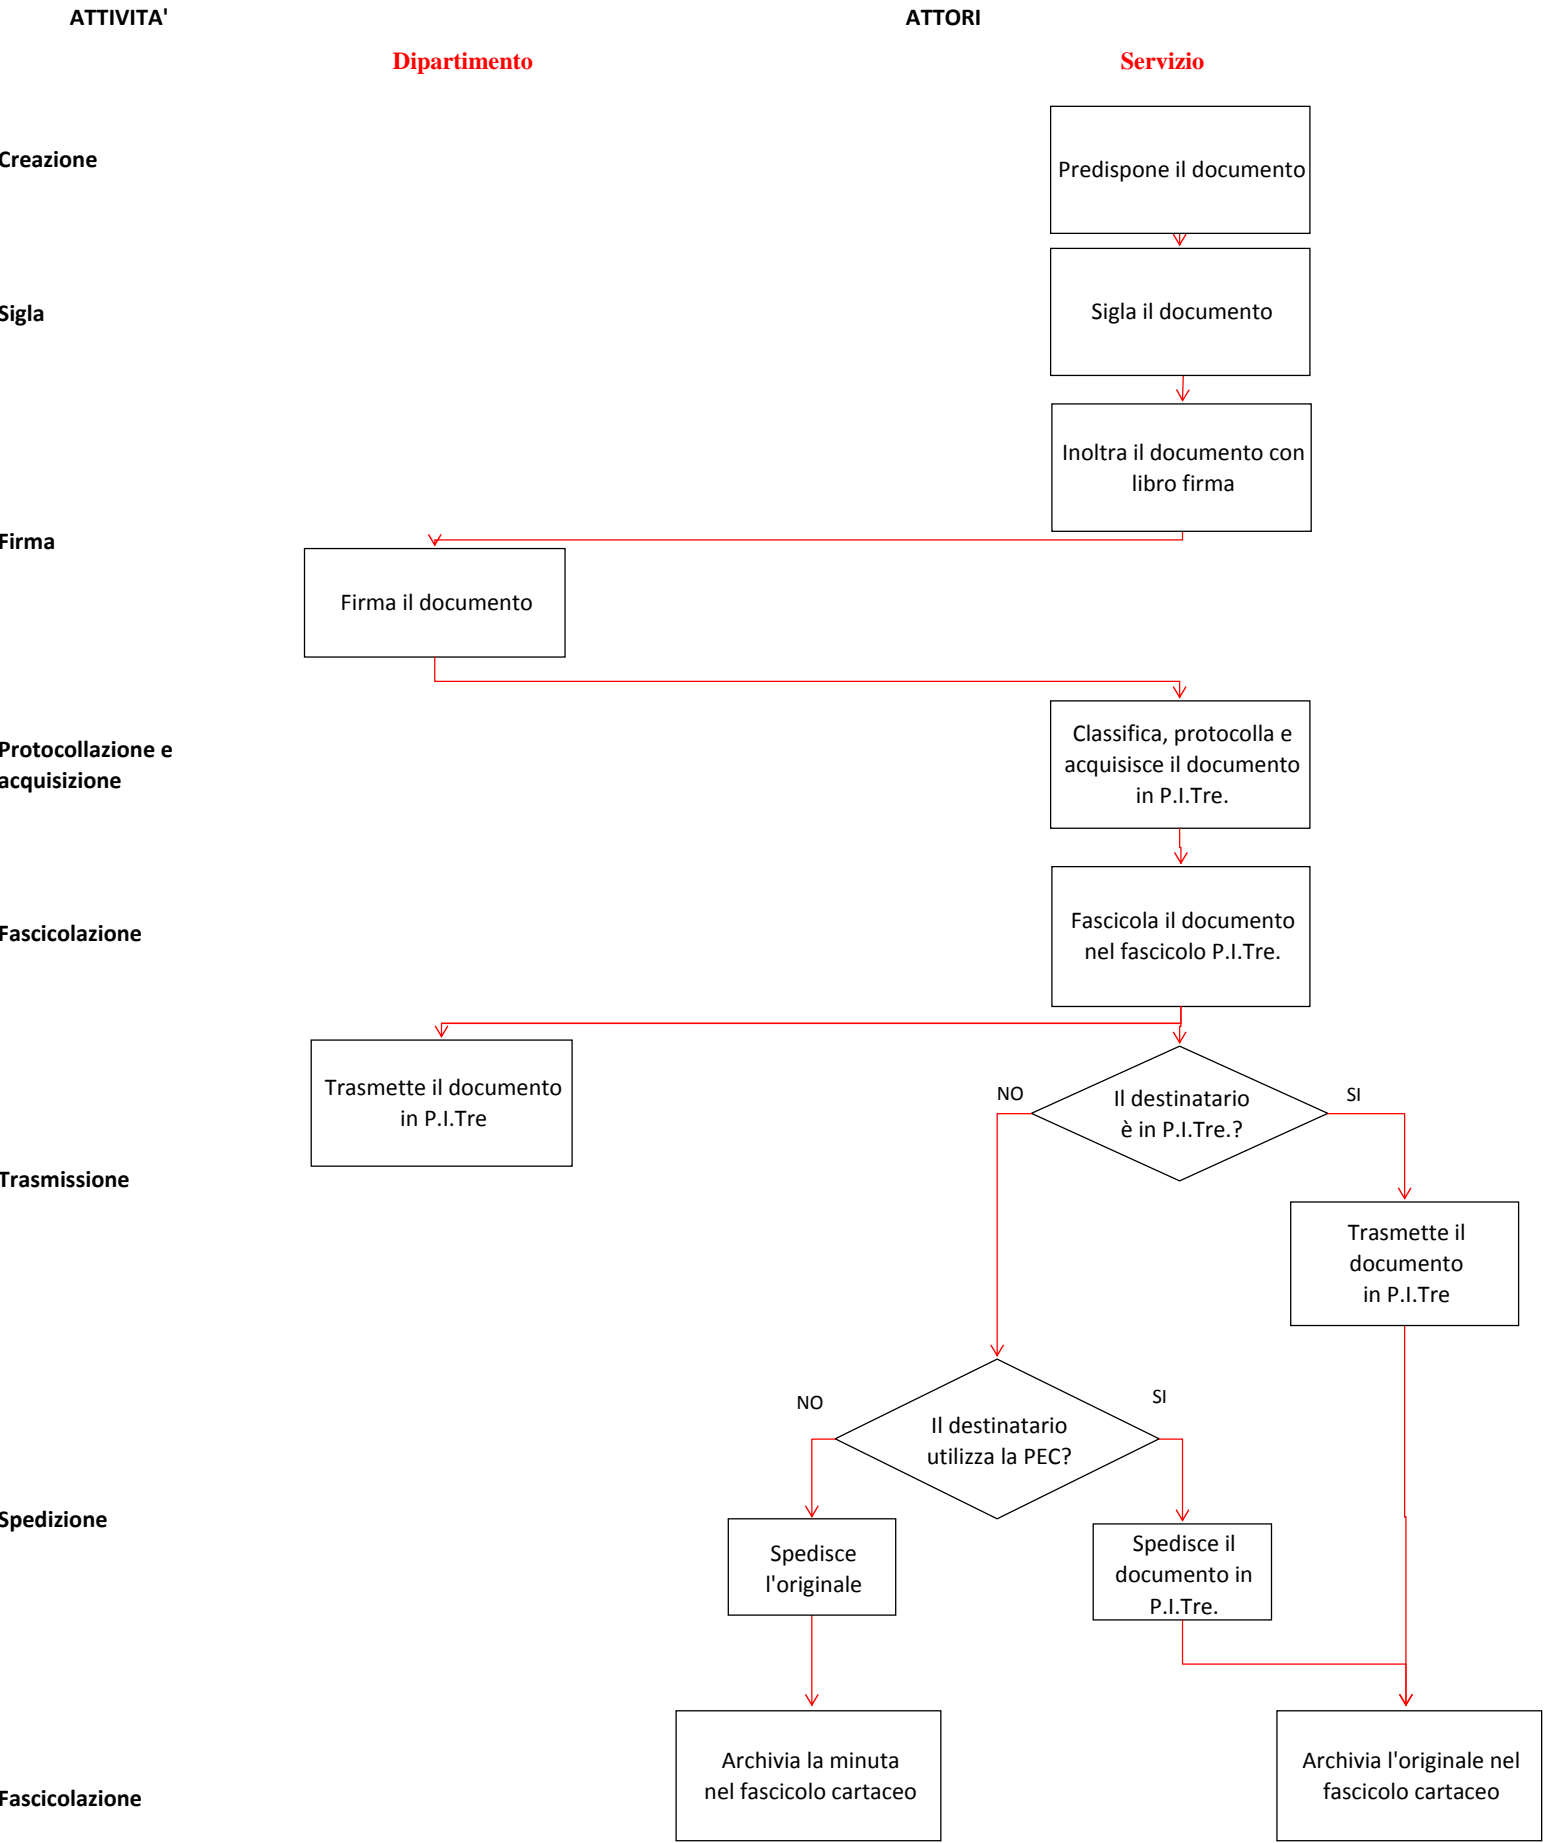 ATTIVITA'
ATTORI
Dipartimento
Servizio
Creazione
Predispone il documento
Sigla
Sigla il documento
Inoltra il documento con
libro firma
Firma
Firma il documento
Protocollazione e
acquisizione
Classifica, protocolla e
acquisisce il documento
in P.I.Tre.
Fascicolazione
Fascicola il documento
nel fascicolo P.I.Tre.
Trasmette il documento
in P.I.Tre
NO
Il destinatario
è in P.I.Tre.?
SI
Trasmissione
Trasmette il
documento
in P.I.Tre
NO
Il destinatario
utilizza la PEC?
SI
Spedizione
Spedisce
l'originale
Spedisce il
documento in
P.I.Tre.
Fascicolazione
Archivia la minuta
nel fascicolo cartaceo
Archivia l'originale nel
fascicolo cartaceo